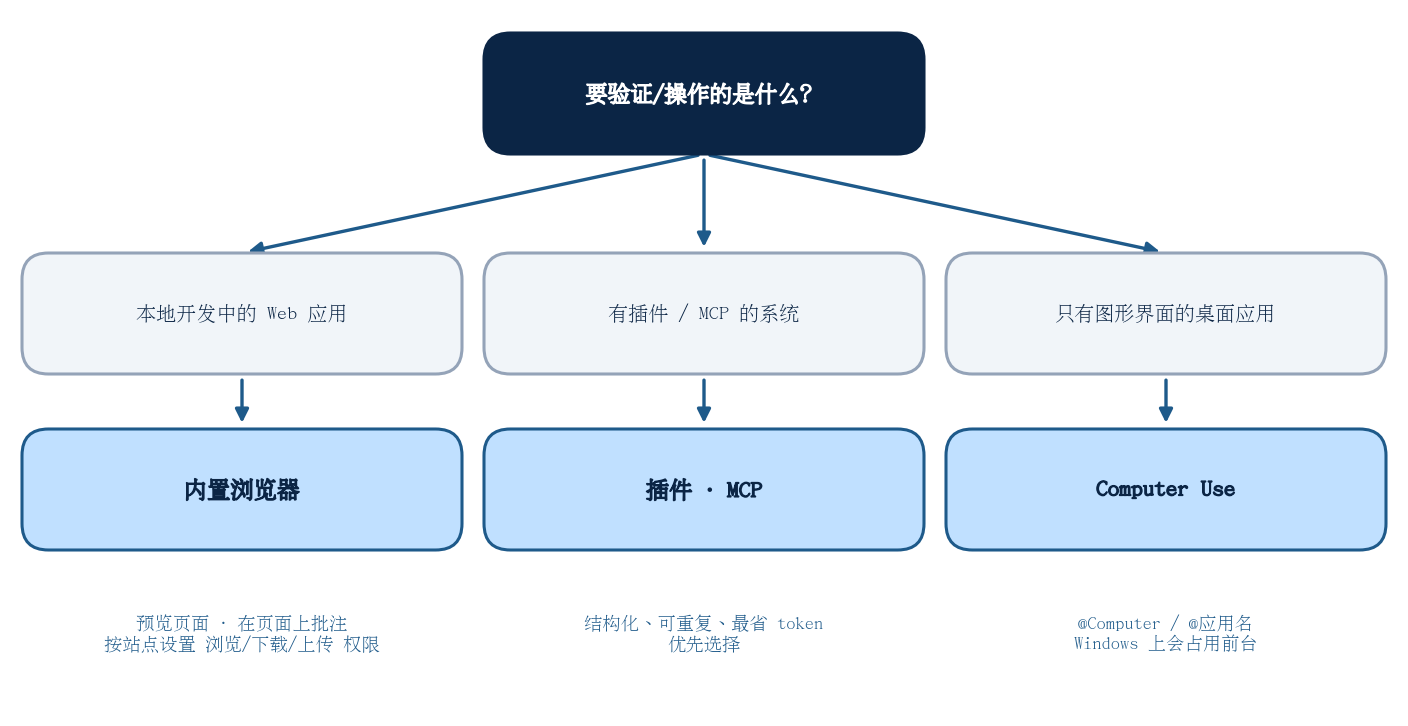 要验证/操作的是什么?
本地开发中的 Web 应用
有插件 / MCP 的系统
只有图形界面的桌面应用
内置浏览器
插件 · MCP
Computer Use
预览页面 · 在页面上批注
按站点设置 浏览/下载/上传 权限
结构化、可重复、最省 token
优先选择
@Computer / @应用名
Windows 上会占用前台